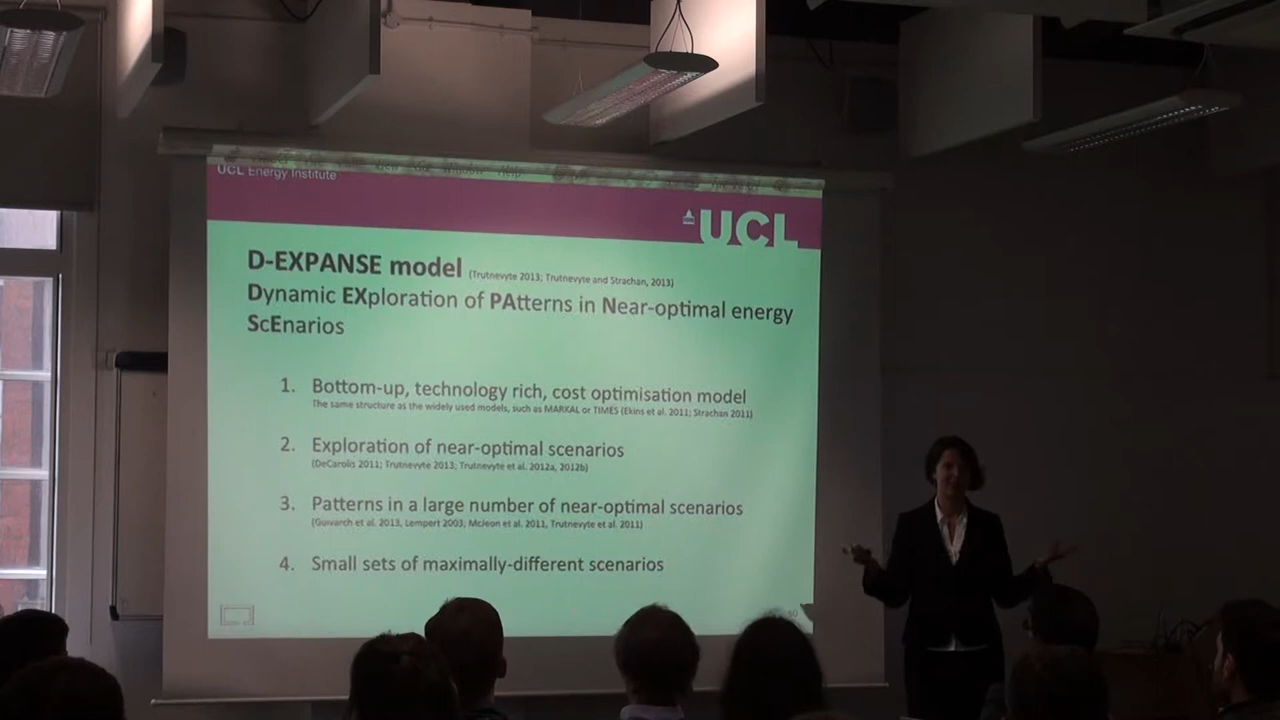 UCL Energy Institute
Window Help
UCL
D-EXPANSE model (Trutnevyte 2013; Trutnevyte and Strachan, 2013)
Dynamic EXploration of PAtterns in Near-optimal energy
ScEnarios
1. Bottom-up, technology rich, cost optimisation model
The same structure as the widely used models, such as MARKAL or TIMES (Ekins et al. 2011; Strachan 2011)
2. Exploration of near-optimal scenarios
(DeCarolis 2011; Trutnevyte 2013; Trutnevyte et al. 2012a, 2012b)
3. Patterns in a large number of near-optimal scenarios
(Guivarch et al. 2013, Lempert 2003, McJeon et al. 2011, Trutnevyte et al. 2011)
4. Small sets of maximally-different scenarios